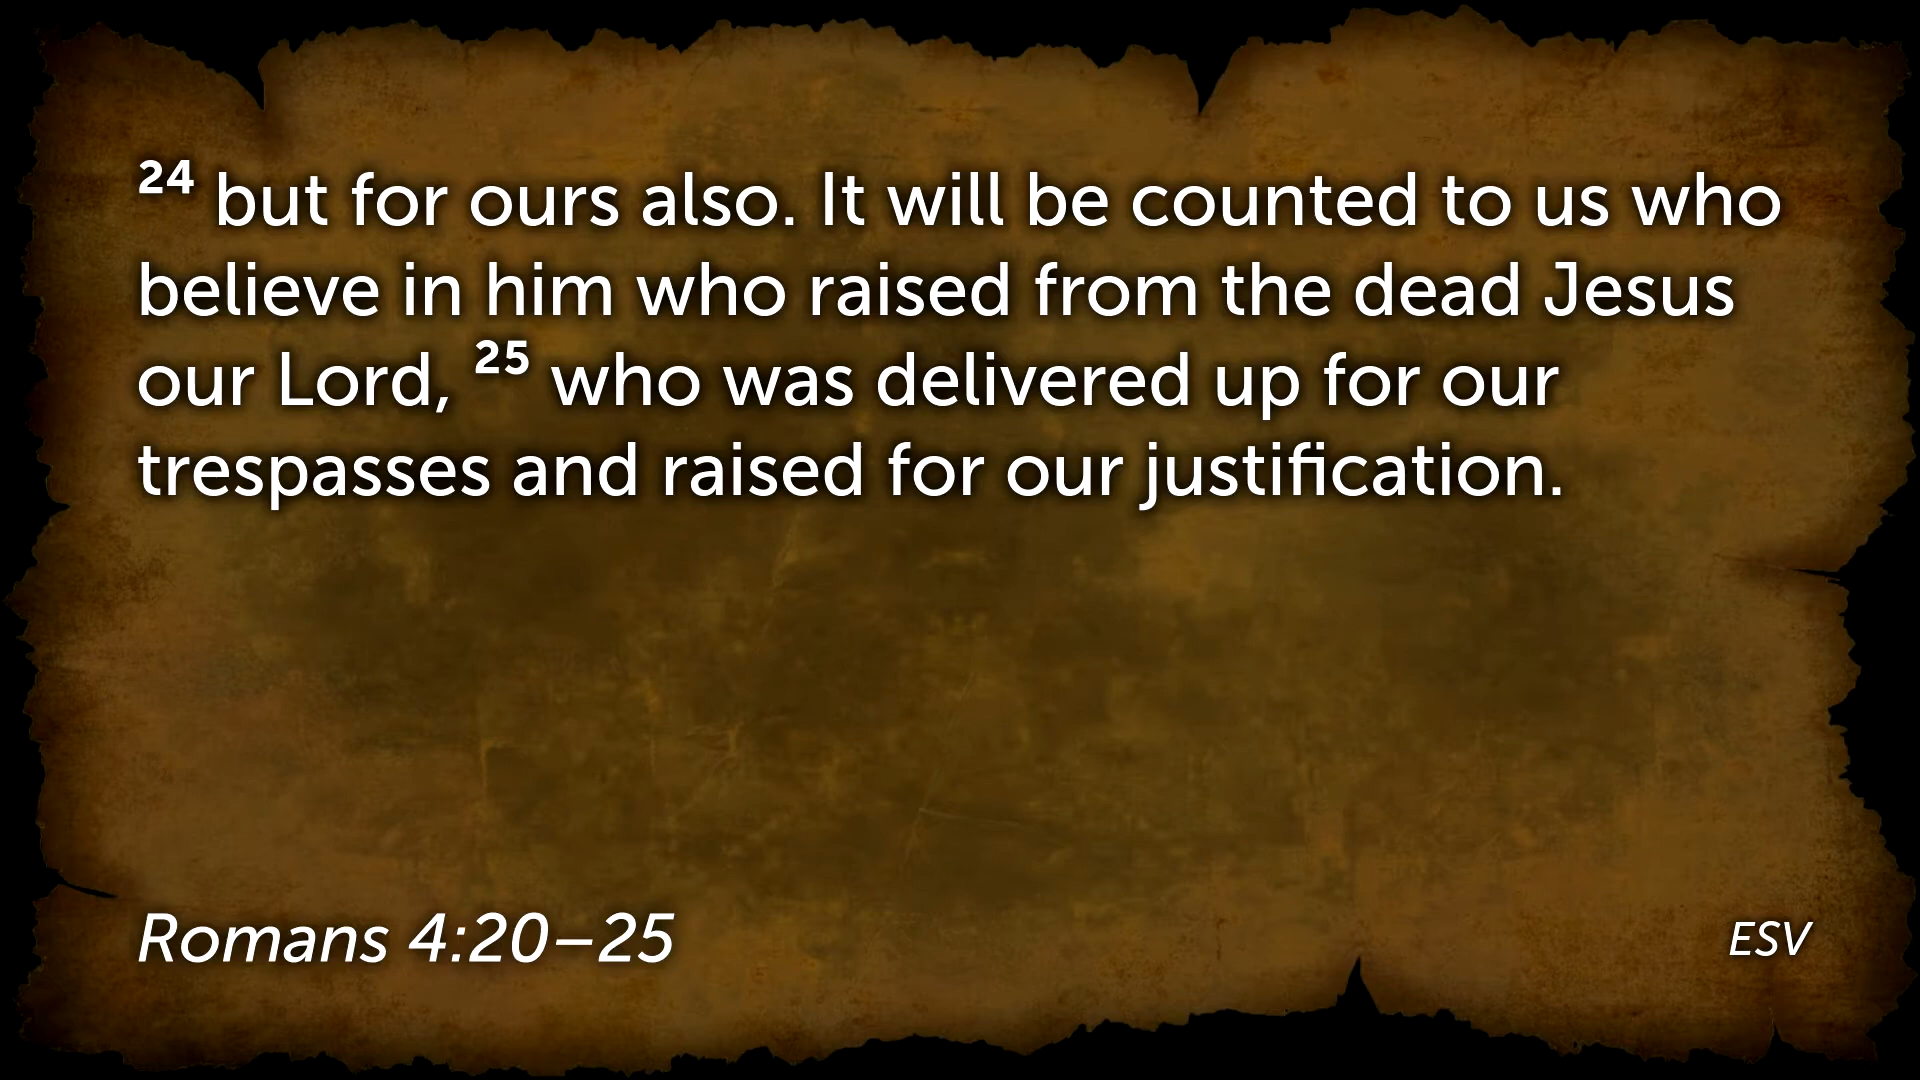 24 but for ours also. It will be counted to us who
believe in him who raised from the dead Jesus
our Lord, 25 who was delivered up for our
trespasses and raised for our justification.
Romans 4:20–25
ESV